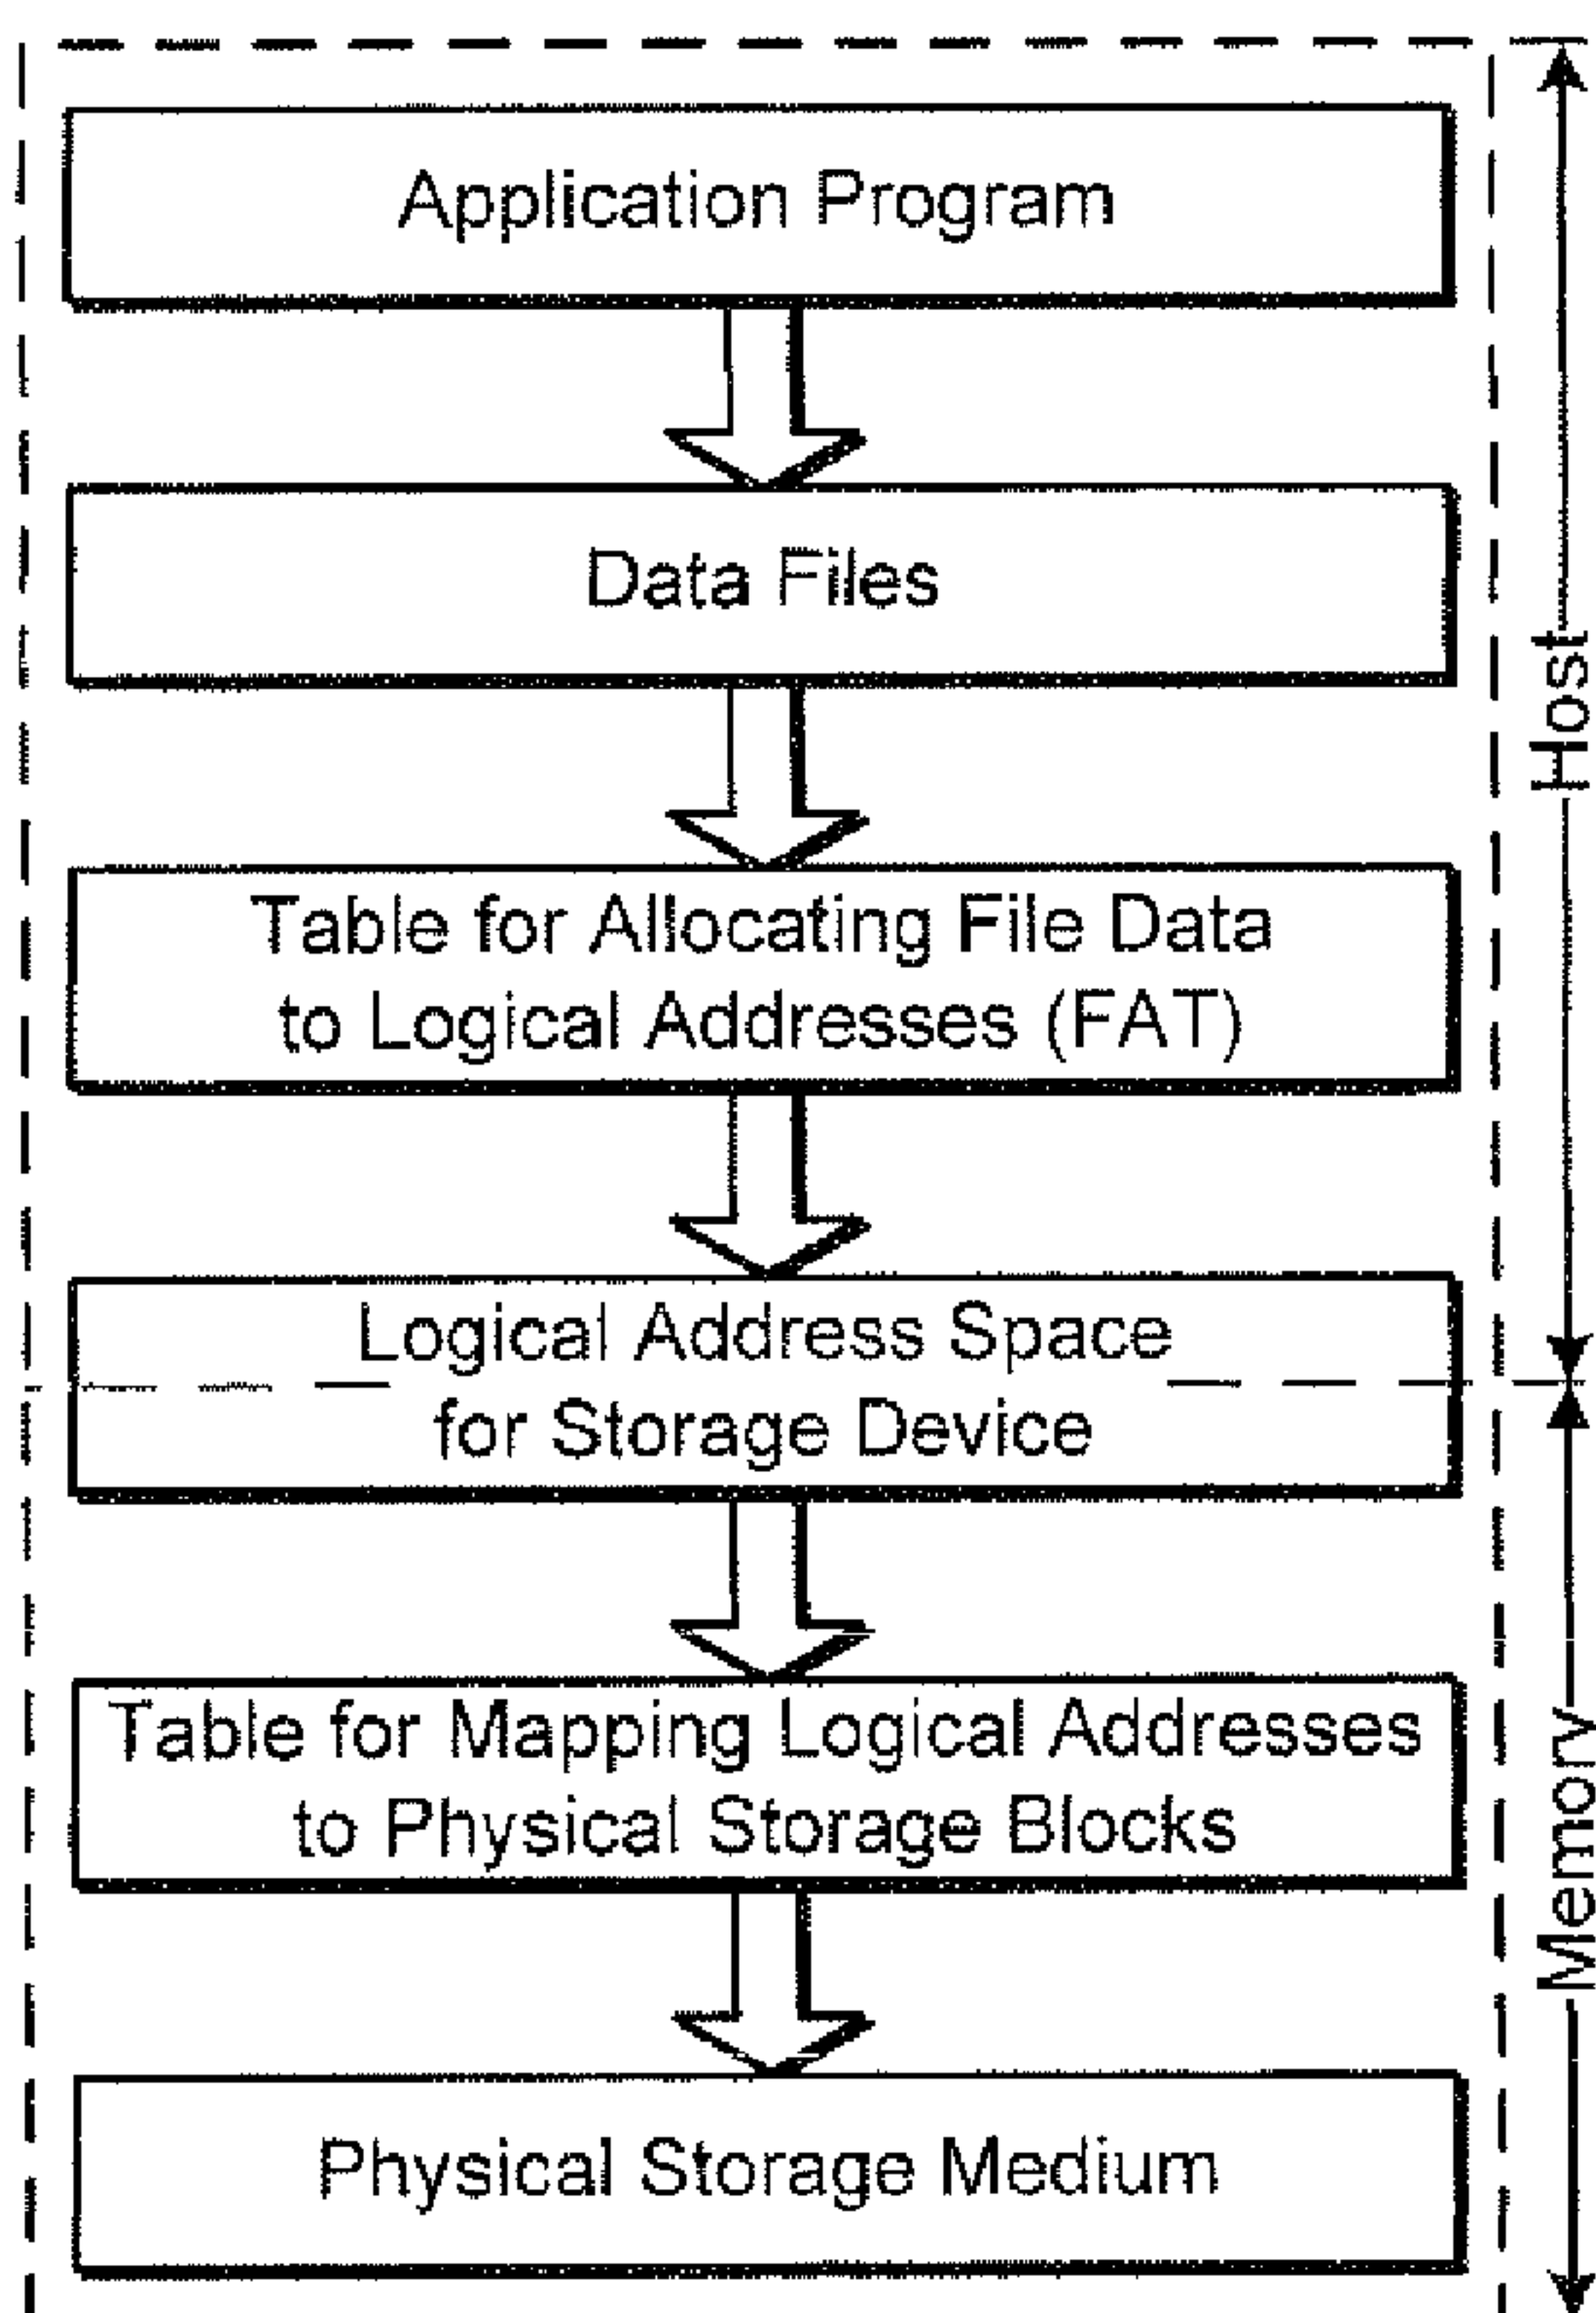 Application Program
Data Files
Table for Allocating File Data
to Logical Addresses (FAT)
Logical Address Space
for Storage Device
Table for Mapping Logical Addresses
to Physical Storage Blocks
Physical Storage Medium
Host
Memory